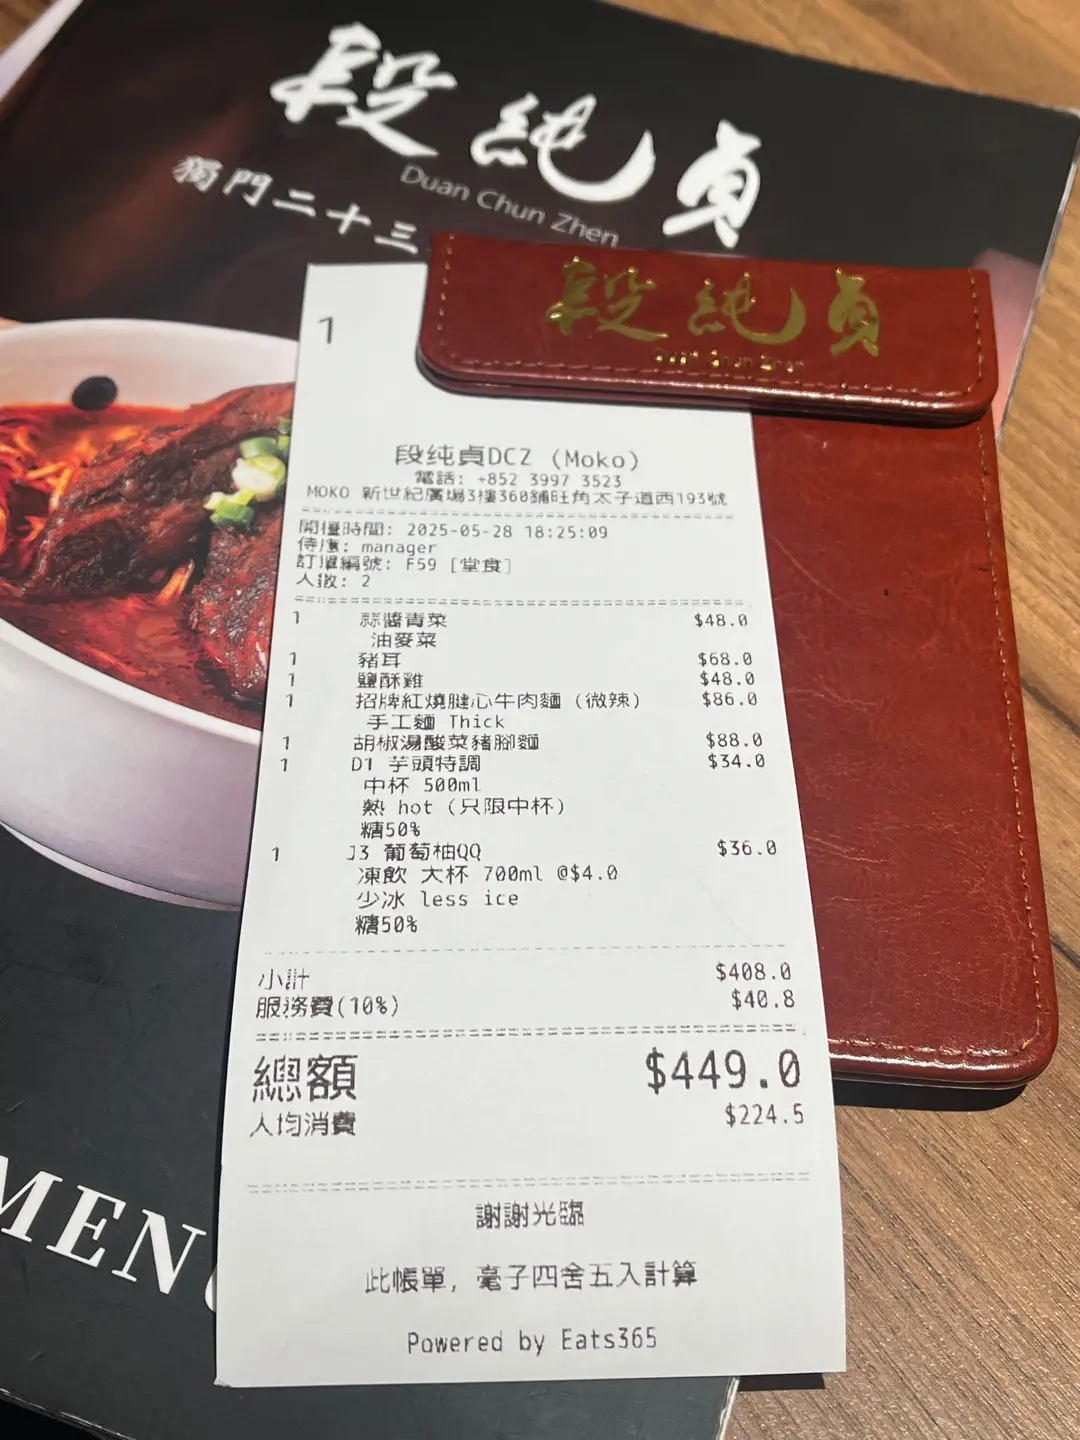 段純貞
Duan Chun Zhen
獨門二十三
段純貞
Duan Chun Zhen
1
段纯貞DCZ (Moko)
電話: +852 3997 3523
MOKO 新世紀廣場3樓360舖旺角太子道西193號
開檯時間: 2025-05-28 18:25:09
侍應: manager
訂單編號: F59 [堂食]
人數: 2
1 蒜醬青菜 $48.0
油麥菜
1 豬耳 $68.0
1 鹽酥雞 $48.0
1 招牌紅燒腱心牛肉麵 (微辣) $86.0
手工麵 Thick
1 胡椒湯酸菜豬腳麵 $88.0
1 D1 芋頭特調 $34.0
中杯 500ml
熱 hot (只限中杯)
糖50%
1 J3 葡萄柚QQ $36.0
凍飲 大杯 700ml @$4.0
少冰 less ice
糖50%
小計 $408.0
服務費(10%) $40.8
總額 $449.0
人均消費 $224.5
謝謝光臨
此帳單, 毫子四舍五入計算
Powered by Eats365
MEN